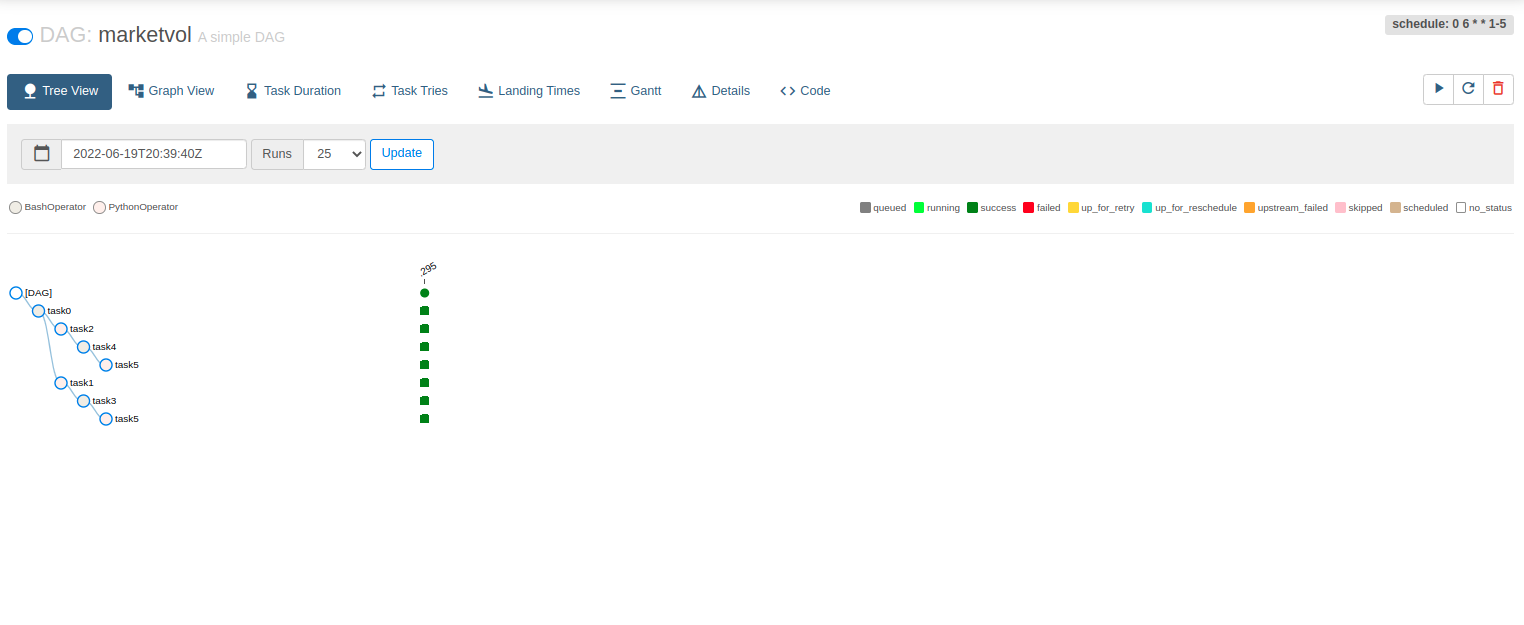 DAG: marketvol A simple DAG
schedule: 0 6 * * 1-5
Tree View Graph View Task Duration Task Tries Landing Times Gantt Details Code
2022-06-19T20:39:40Z Runs 25 Update
BashOperator PythonOperator
queued running success failed up_for_retry up_for_reschedule upstream_failed skipped scheduled no_status
.295
[DAG]
task0
task2
task4
task5
task1
task3
task5